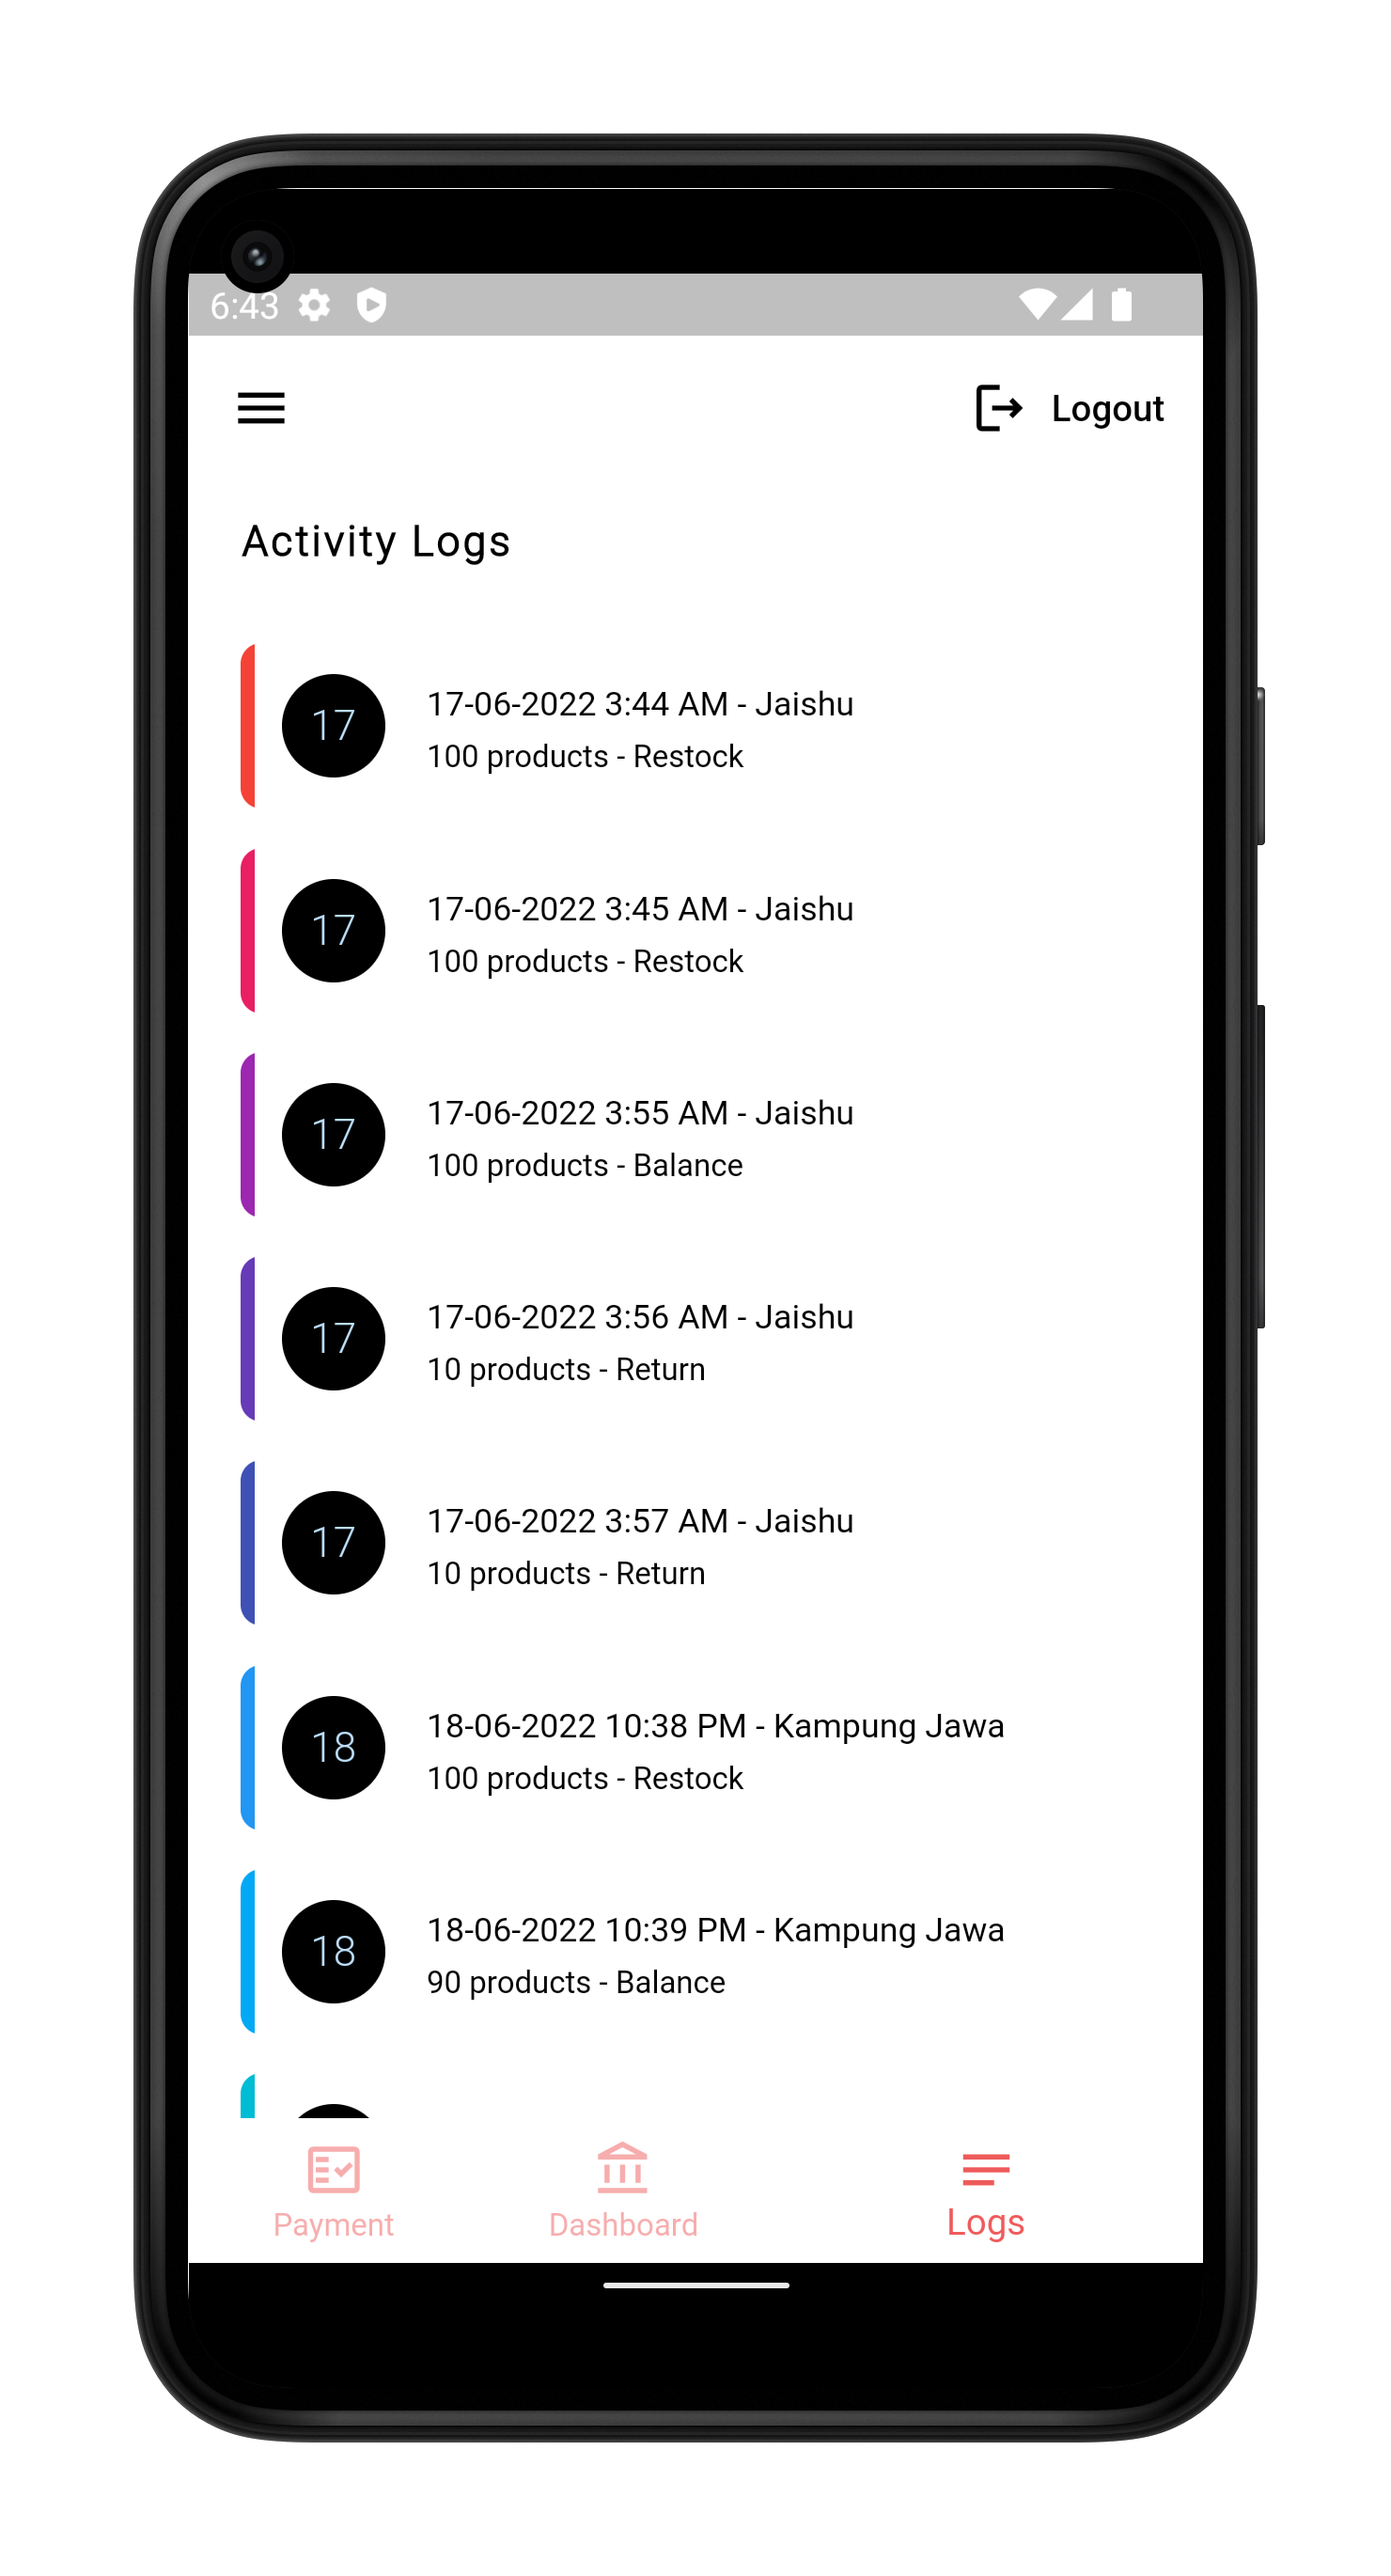 6:43
Logout
Activity Logs
17
17-06-2022 3:44 AM - Jaishu
100 products - Restock
17
17-06-2022 3:45 AM - Jaishu
100 products - Restock
17
17-06-2022 3:55 AM - Jaishu
100 products - Balance
17
17-06-2022 3:56 AM - Jaishu
10 products - Return
17
17-06-2022 3:57 AM - Jaishu
10 products - Return
18
18-06-2022 10:38 PM - Kampung Jawa
100 products - Restock
18
18-06-2022 10:39 PM - Kampung Jawa
90 products - Balance
Payment
Dashboard
Logs